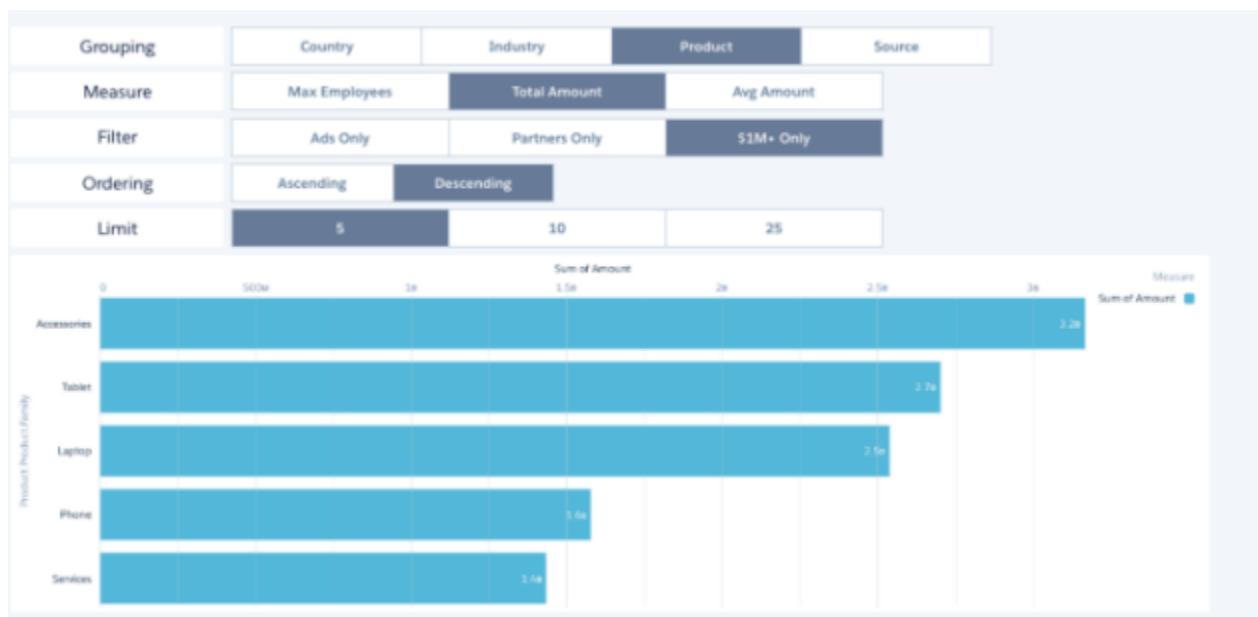 Grouping Country Industry Product Source
Measure Max Employees Total Amount Avg Amount
Filter Ads Only Partners Only $1M+ Only
Ordering Ascending Descending
Limit 5 10 25
Sum of Amount
Measure
0 500M 1B 1.5B 2B 2.5B 3B
Sum of Amount
Accessories 3.2B
Tablet 2.7B
Product Product Family
Laptop 2.5B
Phone 1.6B
Services 1.4B